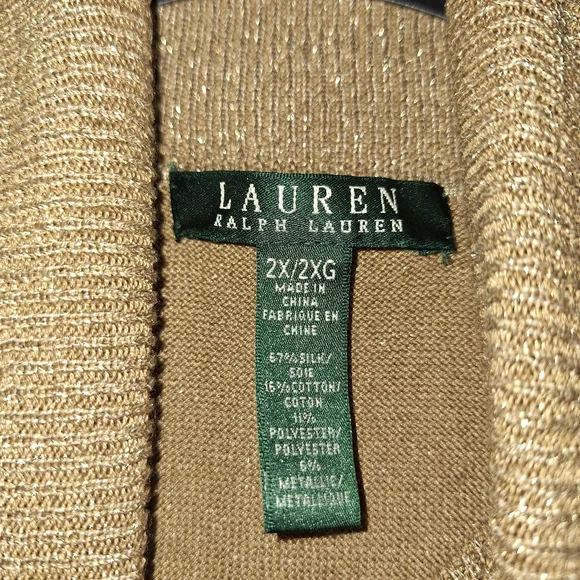 LAUREN
RALPH LAUREN
2X/2XG
MADE IN
CHINA
FABRIQUE EN
CHINE
67% SILK/
SOIE
16% COTTON/
COTON
11%
POLYESTER/
POLYESTER
6%
METALLIC/
METALLIQUE